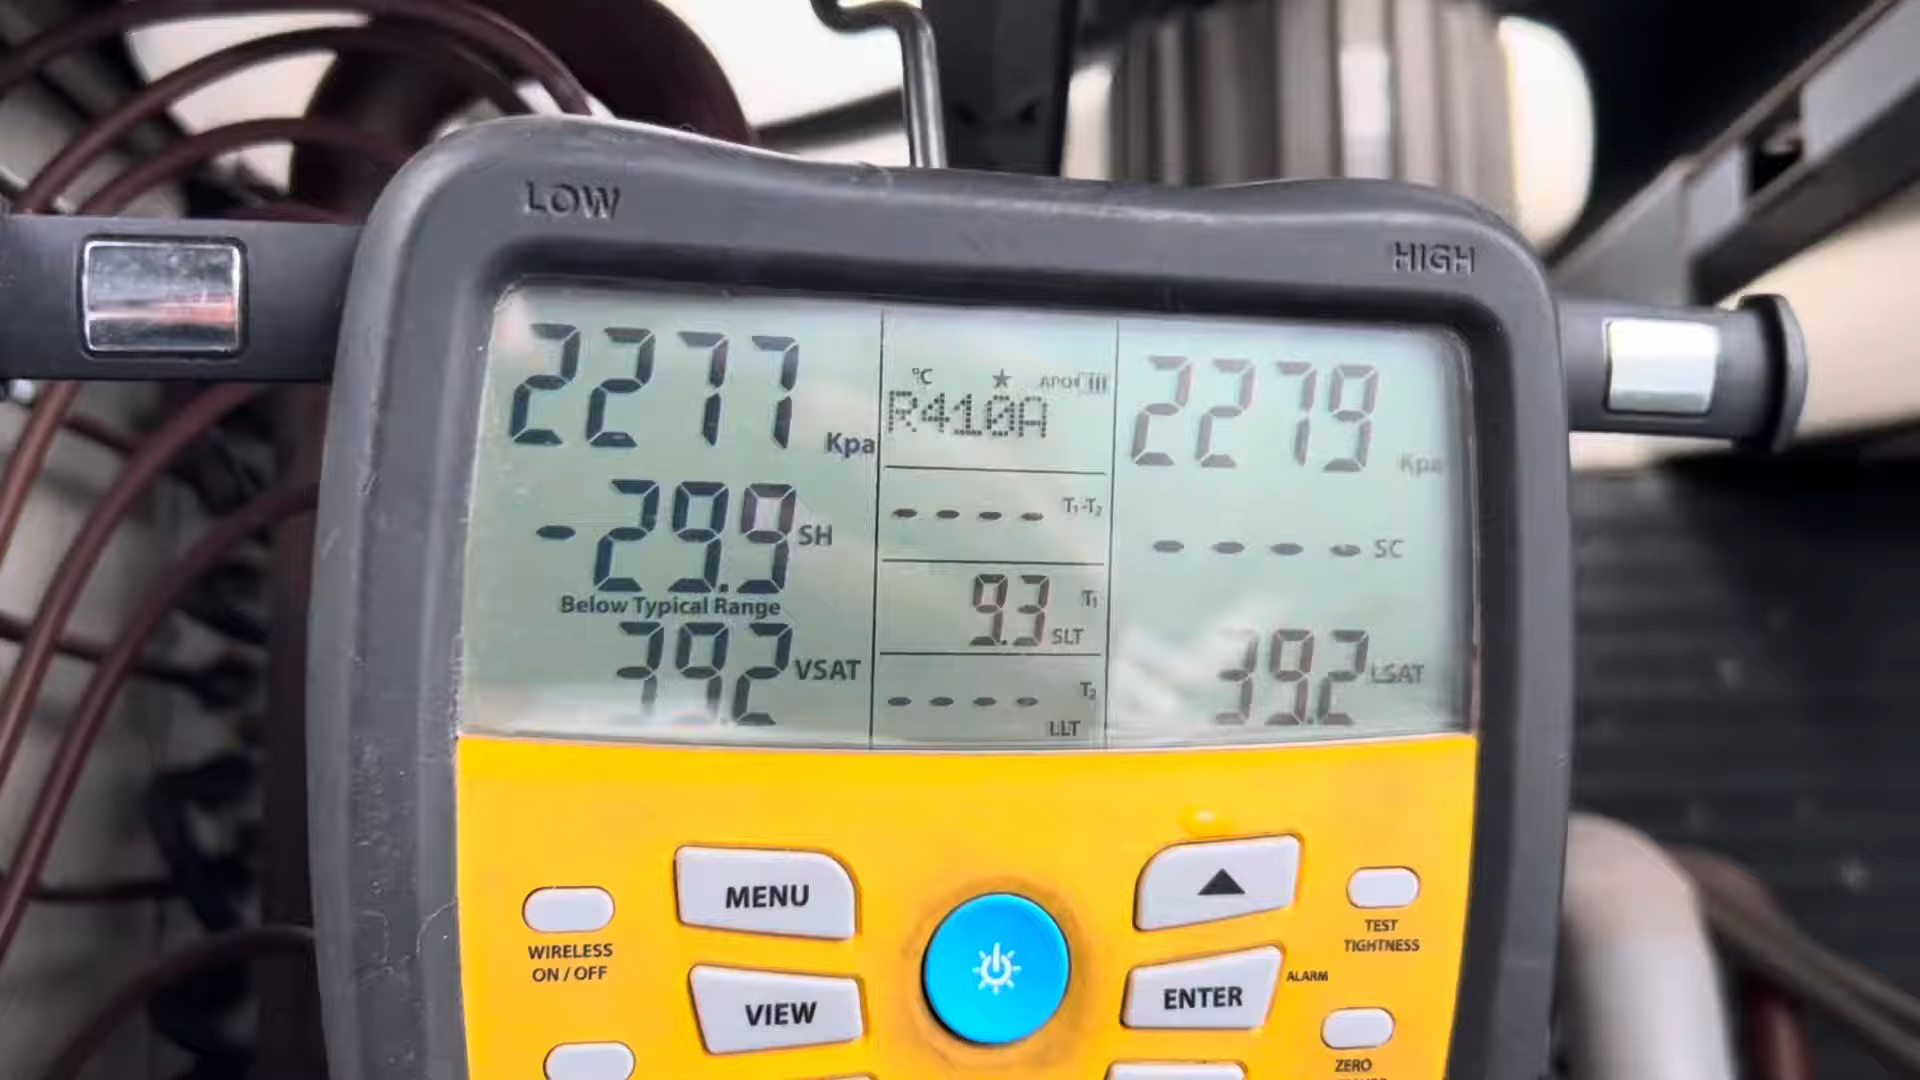 LOW
HIGH
2277 Kpa
°C ★ APO
R410A
2279 Kpa
-29.9 SH
Below Typical Range
---- T1-T2
---- SC
9.3 T1
SLT
39.2 VSAT
---- T2
LLT
39.2 LSAT
MENU
▲
WIRELESS
ON / OFF
TEST
TIGHTNESS
VIEW
ENTER
ALARM
ZERO